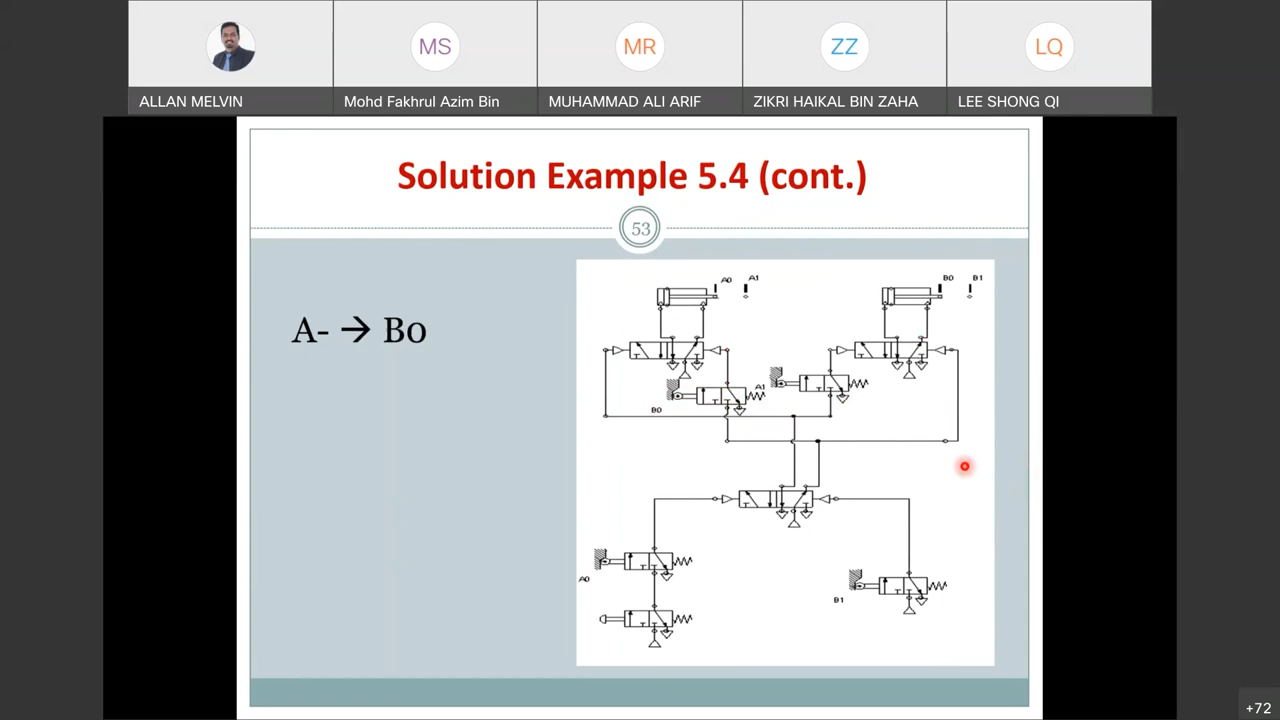 MS
MR
ZZ
LQ
ALLAN MELVIN
Mohd Fakhrul Azim Bin
MUHAMMAD ALI ARIF
ZIKRI HAIKAL BIN ZAHA
LEE SHONG QI
Solution Example 5.4 (cont.)
53
A- → B0
A0 A1
B0 B1
A1
B0
A0
B1
+72